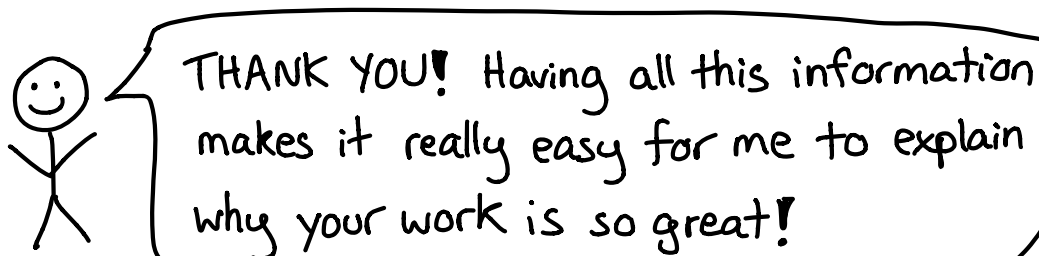 THANK YOU! Having all this information
makes it really easy for me to explain
why your work is so great!